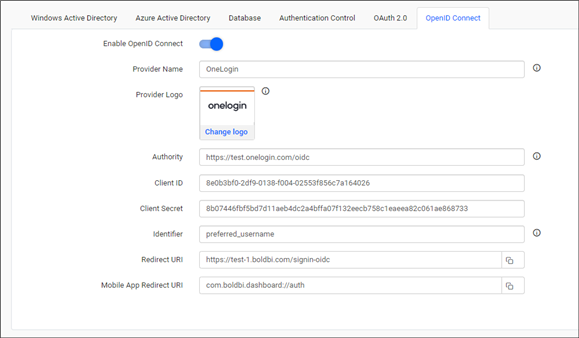 Windows Active Directory Azure Active Directory Database Authentication Control OAuth 2.0 OpenID Connect
Enable OpenID Connect
Provider Name OneLogin
Provider Logo
onelogin
Change logo
Authority https://test.onelogin.com/oidc
Client ID 8e0b3bf0-2df9-0138-f004-02553f856c7a164026
Client Secret 8b07446fbf5bd7d11aeb4dc2a4bffa07f132eecb758c1eaeea82c061ae868733
Identifier preferred_username
Redirect URI https://test-1.boldbi.com/signin-oidc
Mobile App Redirect URI com.boldbi.dashboard://auth